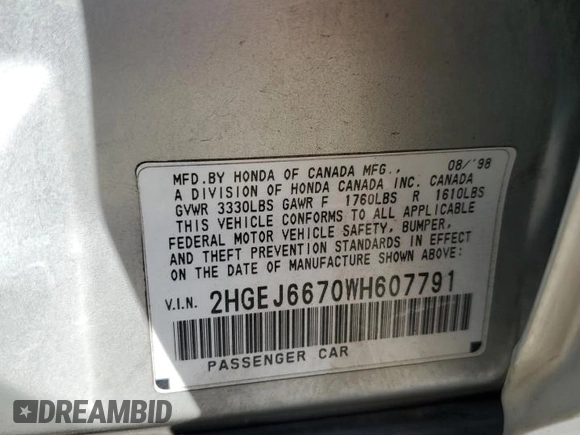 MFD. BY HONDA OF CANADA MFG., 08/'98
A DIVISION OF HONDA CANADA INC. CANADA
GVWR 3330LBS GAWR F 1760LBS R 1610LBS
THIS VEHICLE CONFORMS TO ALL APPLICABLE
FEDERAL MOTOR VEHICLE SAFETY, BUMPER,
AND THEFT PREVENTION STANDARDS IN EFFECT
ON THE DATE OF MANUFACTURE SHOWN ABOVE:
V.I.N. 2HGEJ6670WH607791
PASSENGER CAR
DREAMBID